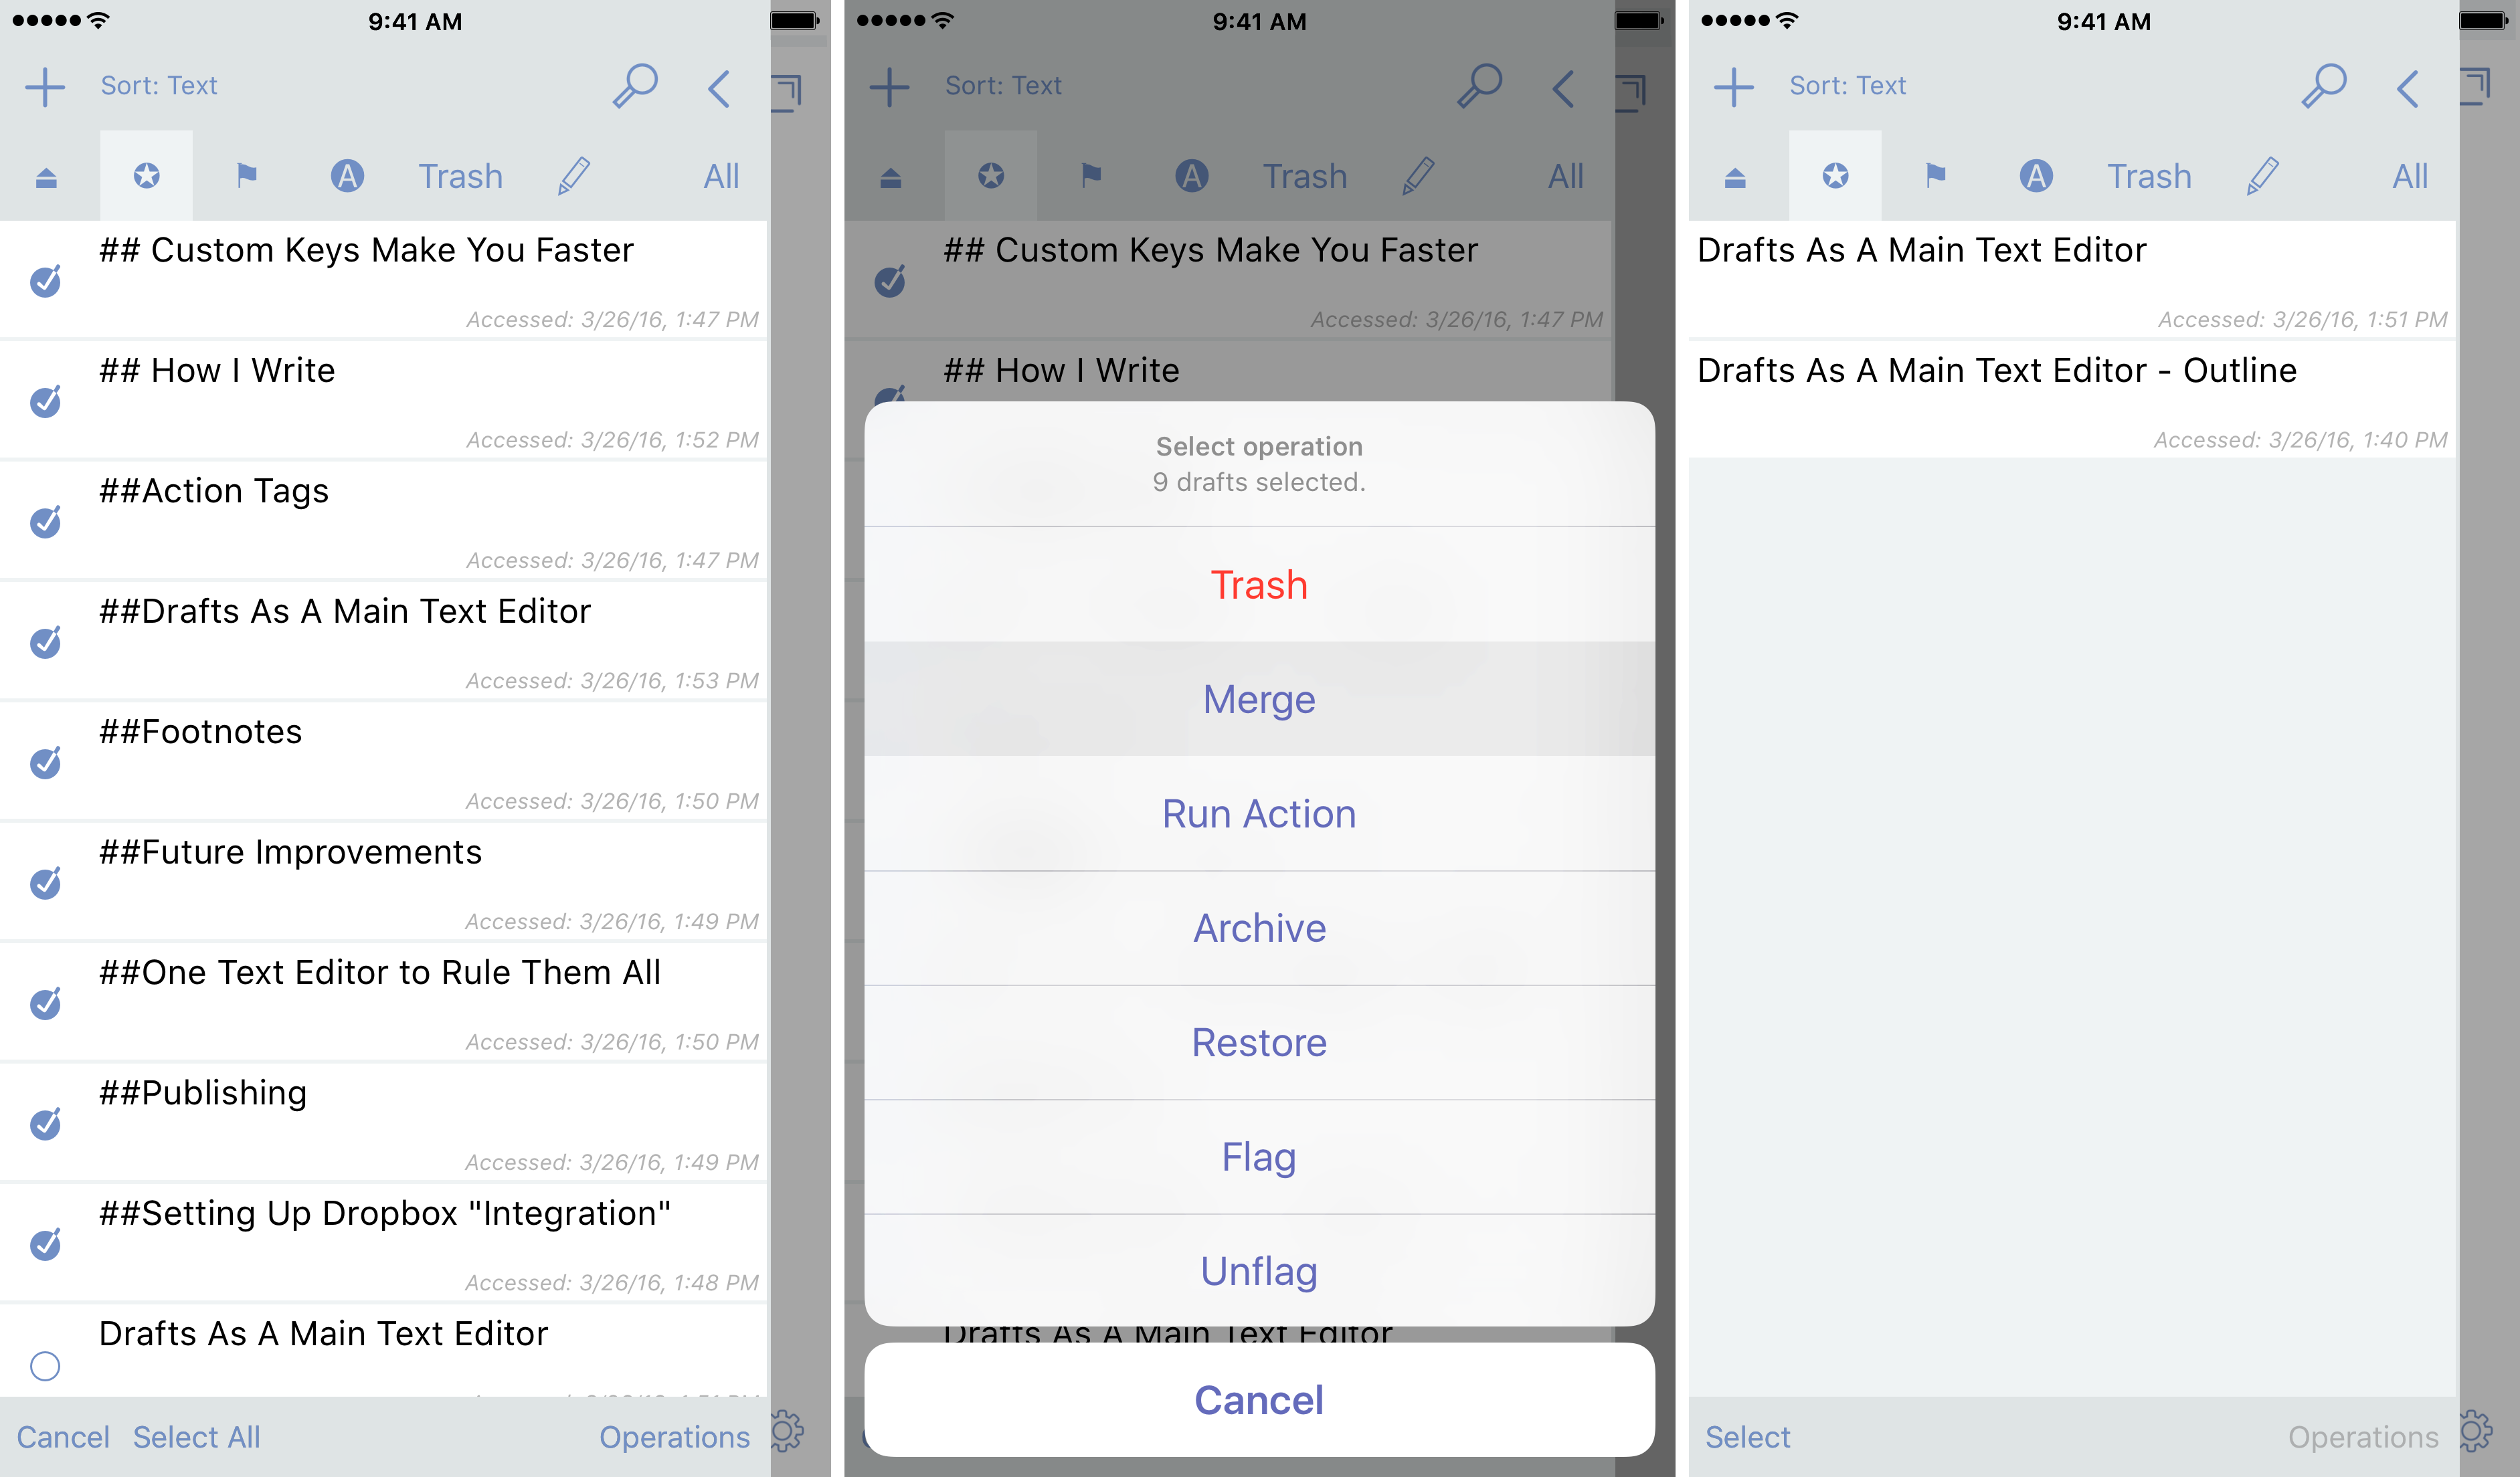 9:41 AM
Sort: Text
A Trash All
## Custom Keys Make You Faster
Accessed: 3/26/16, 1:47 PM
## How I Write
Accessed: 3/26/16, 1:52 PM
##Action Tags
Accessed: 3/26/16, 1:47 PM
##Drafts As A Main Text Editor
Accessed: 3/26/16, 1:53 PM
##Footnotes
Accessed: 3/26/16, 1:50 PM
##Future Improvements
Accessed: 3/26/16, 1:49 PM
##One Text Editor to Rule Them All
Accessed: 3/26/16, 1:50 PM
##Publishing
Accessed: 3/26/16, 1:49 PM
##Setting Up Dropbox "Integration"
Accessed: 3/26/16, 1:48 PM
Drafts As A Main Text Editor
Cancel Select All Operations
9:41 AM
Sort: Text
A Trash All
## Custom Keys Make You Faster
Accessed: 3/26/16, 1:47 PM
## How I Write
Select operation
9 drafts selected.
Trash
Merge
Run Action
Archive
Restore
Flag
Unflag
Drafts As A Main Text Editor
Cancel
9:41 AM
Sort: Text
A Trash All
Drafts As A Main Text Editor
Accessed: 3/26/16, 1:51 PM
Drafts As A Main Text Editor - Outline
Accessed: 3/26/16, 1:40 PM
Select Operations